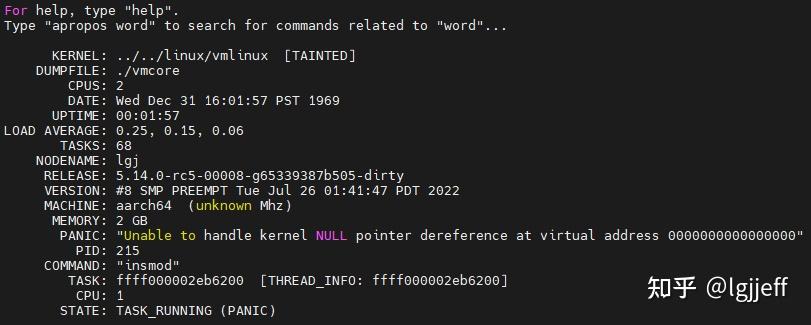 For help, type "help".
Type "apropos word" to search for commands related to "word"...
KERNEL: ../../linux/vmlinux [TAINTED]
DUMPFILE: ./vmcore
CPUS: 2
DATE: Wed Dec 31 16:01:57 PST 1969
UPTIME: 00:01:57
LOAD AVERAGE: 0.25, 0.15, 0.06
TASKS: 68
NODENAME: lgj
RELEASE: 5.14.0-rc5-00008-g65339387b505-dirty
VERSION: #8 SMP PREEMPT Tue Jul 26 01:41:47 PDT 2022
MACHINE: aarch64 (unknown Mhz)
MEMORY: 2 GB
PANIC: "Unable to handle kernel NULL pointer dereference at virtual address 0000000000000000"
PID: 215
COMMAND: "insmod"
TASK: ffff000002eb6200 [THREAD_INFO: ffff000002eb6200]
CPU: 1
STATE: TASK_RUNNING (PANIC)
知乎 @lgjjeff